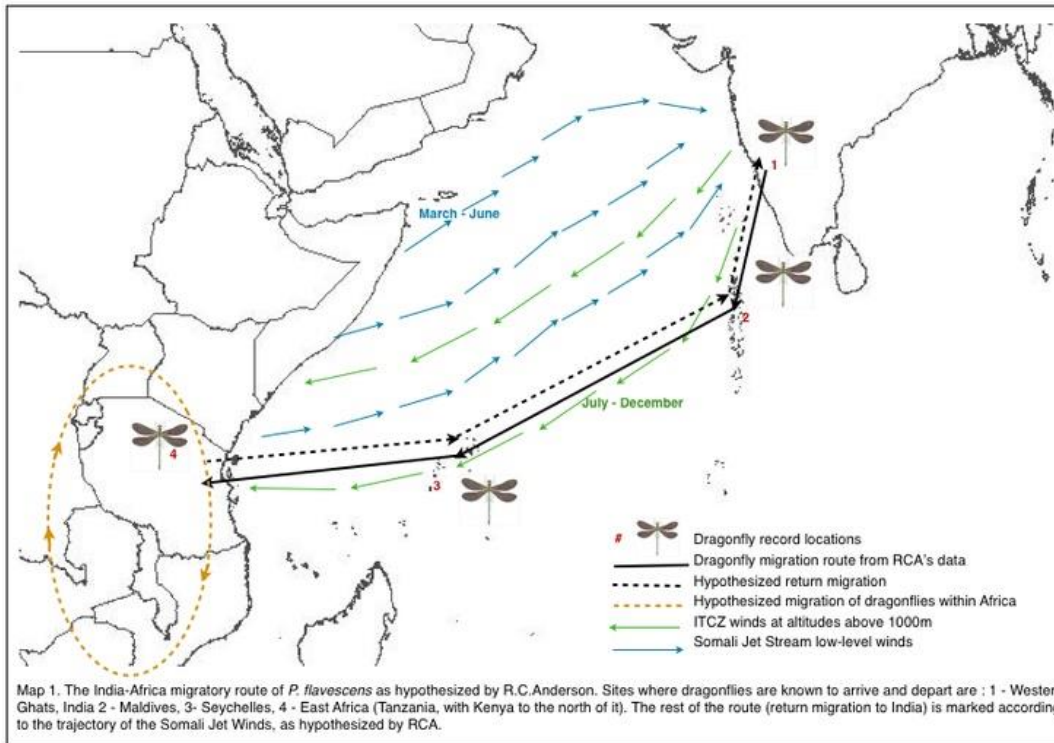 March - June
1
2
July - December
4
3
# Dragonfly record locations
Dragonfly migration route from RCA's data
Hypothesized return migration
Hypothesized migration of dragonflies within Africa
ITCZ winds at altitudes above 1000m
Somali Jet Stream low-level winds
Map 1. The India-Africa migratory route of P. flavescens as hypothesized by R.C.Anderson. Sites where dragonflies are known to arrive and depart are : 1 - Western
Ghats, India 2 - Maldives, 3- Seychelles, 4 - East Africa (Tanzania, with Kenya to the north of it). The rest of the route (return migration to India) is marked according
to the trajectory of the Somali Jet Winds, as hypothesized by RCA.